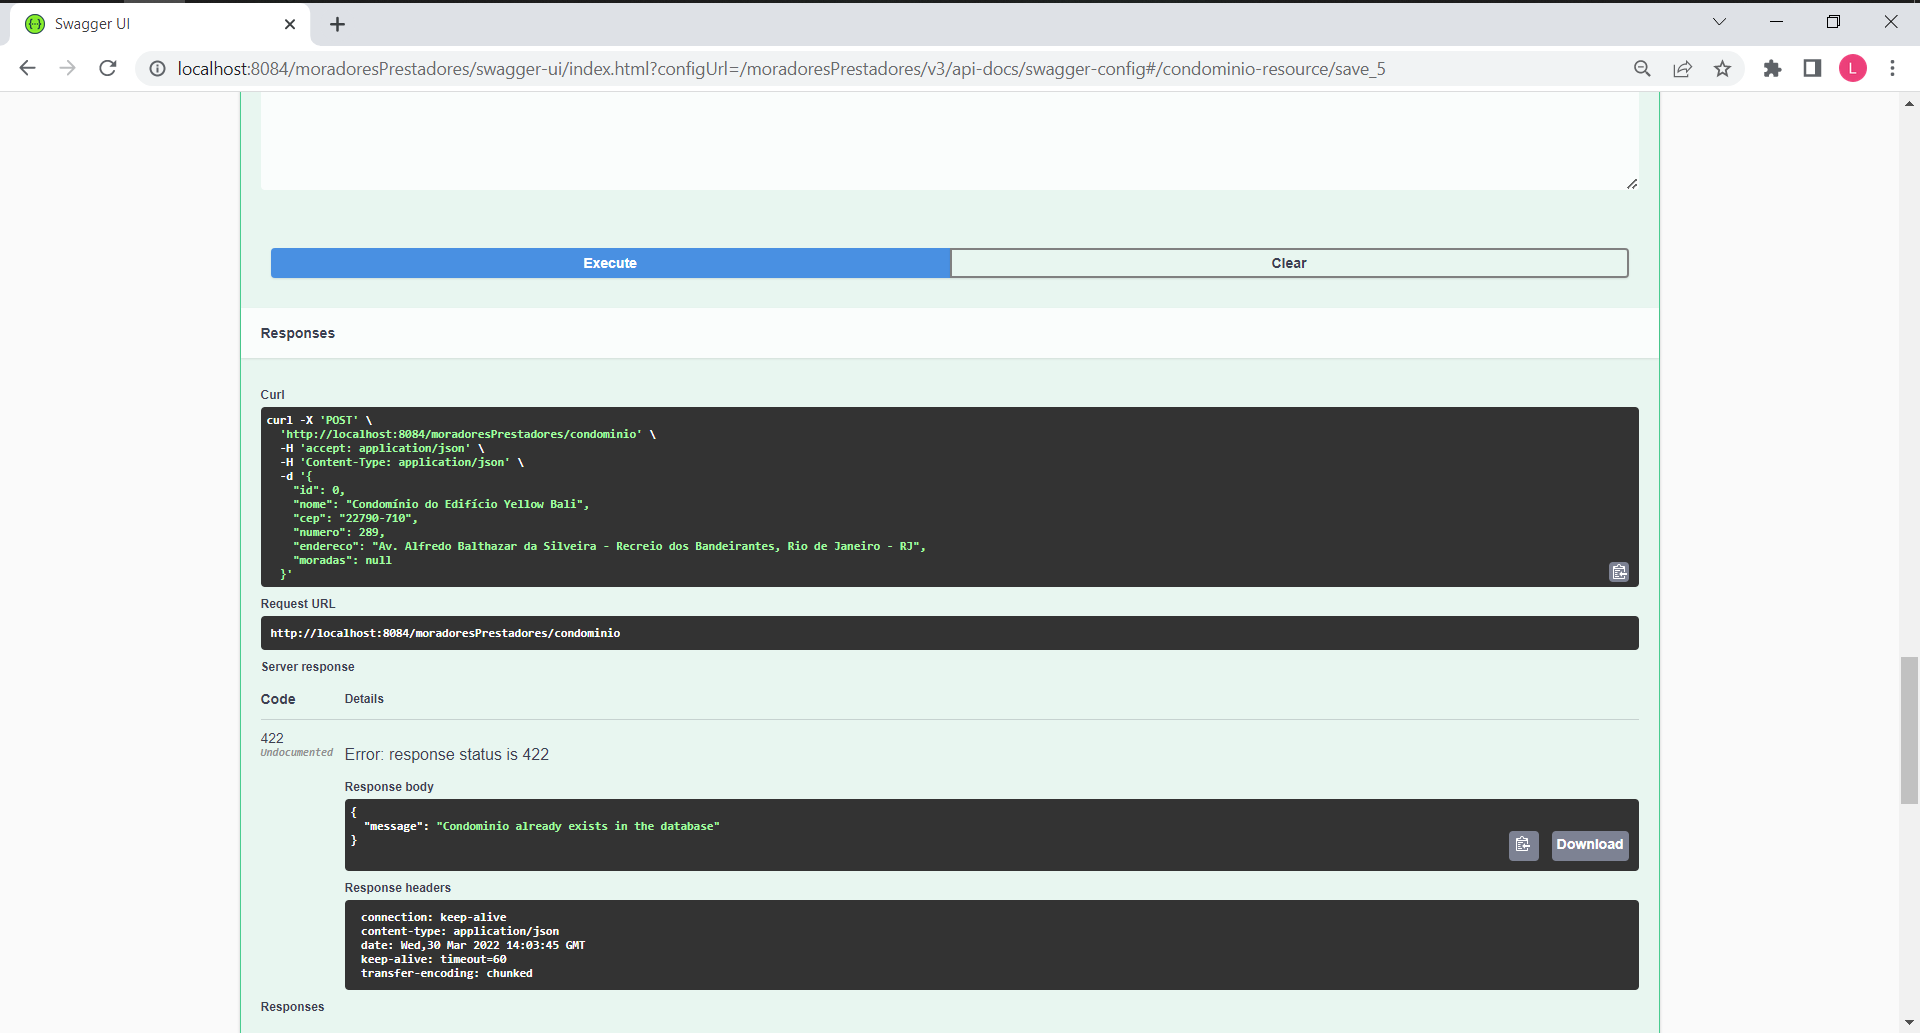 Swagger UI
localhost:8084/moradoresPrestadores/swagger-ui/index.html?configUrl=/moradoresPrestadores/v3/api-docs/swagger-config#/condominio-resource/save_5
L
Execute
Clear
Responses
Curl
curl -X 'POST' \
'http://localhost:8084/moradoresPrestadores/condominio' \
-H 'accept: application/json' \
-H 'Content-Type: application/json' \
-d '{
"id": 0,
"nome": "Condomínio do Edifício Yellow Bali",
"cep": "22790-710",
"numero": 289,
"endereco": "Av. Alfredo Balthazar da Silveira - Recreio dos Bandeirantes, Rio de Janeiro - RJ",
"moradas": null
}'
Request URL
http://localhost:8084/moradoresPrestadores/condominio
Server response
Code Details
422
Undocumented
Error: response status is 422
Response body
{
"message": "Condominio already exists in the database"
}
Download
Response headers
connection: keep-alive
content-type: application/json
date: Wed,30 Mar 2022 14:03:45 GMT
keep-alive: timeout=60
transfer-encoding: chunked
Responses